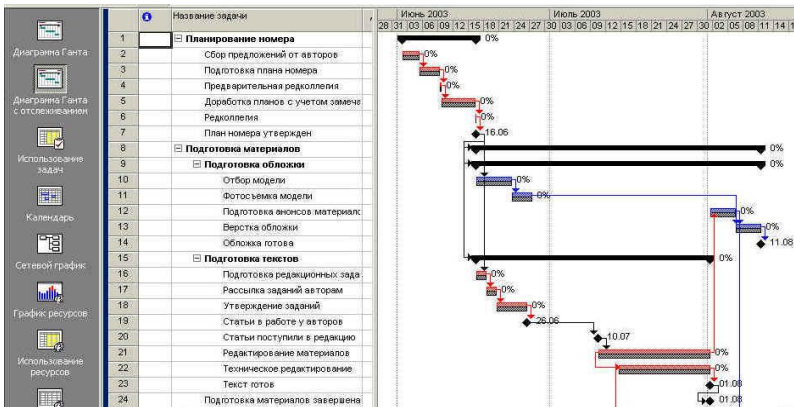 Название задачи
Июнь 2003
Июль 2003
Август 2003
28 31 03 06 09 12 15 18 21 24 27 30 03 06 09 12 15 18 21 24 27 30 02 05 08 11 14 1
Диаграмма Ганта
Диаграмма Ганта
с отслеживанием
Использование
задач
Календарь
Сетевой график
График ресурсов
Использование
ресурсов
1 Планирование номера 0%
2 Сбор предложений от авторов 0%
3 Подготовка плана номера 0%
4 Предварительная редколлегия 0%
5 Доработка планов с учетом замеча 0%
6 Редколлегия 0%
7 План номера утвержден 16.06
8 Подготовка материалов 0%
9 Подготовка обложки 0%
10 Отбор модели 0%
11 Фотосъемка модели 0%
12 Подготовка анонсов материалс 0%
13 Верстка обложки 0%
14 Обложка готова 11.08
15 Подготовка текстов 0%
16 Подготовка редакционных зада 0%
17 Рассылка заданий авторам 0%
18 Утверждение заданий 0%
19 Статьи в работе у авторов 26.06
20 Статьи поступили в редакцию 10.07
21 Редактирование материалов 0%
22 Техническое редактирование 0%
23 Текст готов 01.08
24 Подготовка материалов завершена 01.08